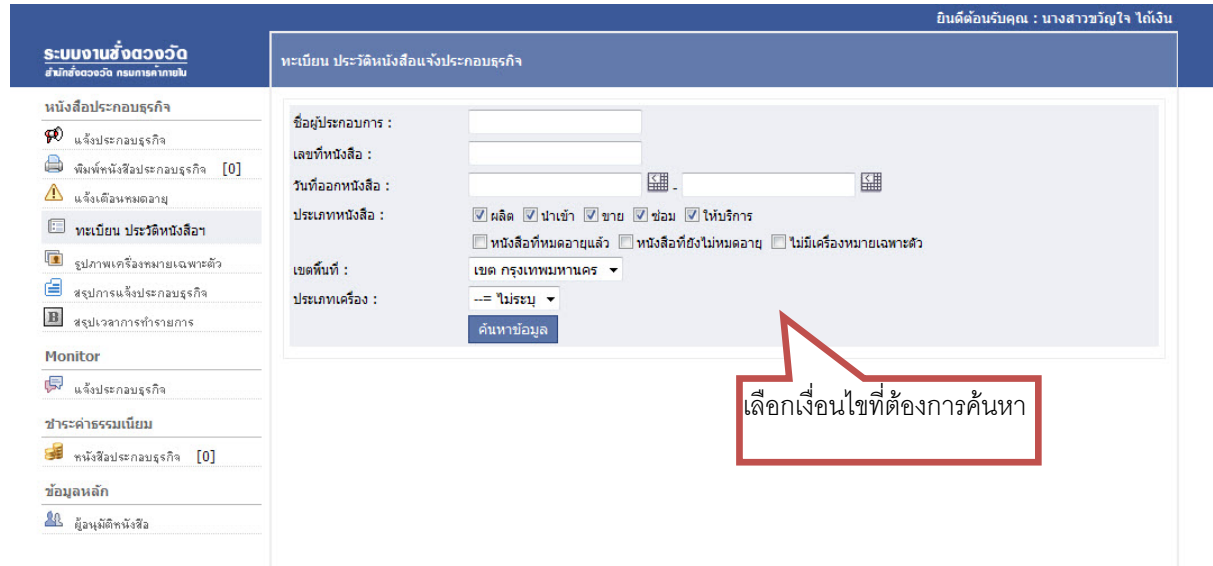 ยินดีต้อนรับคุณ : นางสาวขวัญใจ ไถ้เงิน
ระบบงานชั่งตวงวัด
สำนักชั่งตวงวัด กรมการค้าภายใน
ทะเบียน ประวัติหนังสือแจ้งประกอบธุรกิจ
หนังสือประกอบธุรกิจ
แจ้งประกอบธุรกิจ
พิมพ์หนังสือประกอบธุรกิจ [0]
แจ้งเตือนหมดอายุ
ทะเบียน ประวัติหนังสือฯ
รูปภาพเครื่องหมายเฉพาะตัว
สรุปการแจ้งประกอบธุรกิจ
สรุปเวลาการทำรายการ
Monitor
แจ้งประกอบธุรกิจ
ชำระค่าธรรมเนียม
หนังสือประกอบธุรกิจ [0]
ข้อมูลหลัก
ผู้อนุมัติหนังสือ
ชื่อผู้ประกอบการ :
เลขที่หนังสือ :
วันที่ออกหนังสือ : -
ประเภทหนังสือ : ผลิต นำเข้า ขาย ซ่อม ให้บริการ
หนังสือที่หมดอายุแล้ว หนังสือที่ยังไม่หมดอายุ ไม่มีเครื่องหมายเฉพาะตัว
เขตพื้นที่ : เขต กรุงเทพมหานคร
ประเภทเครื่อง : --= ไม่ระบุ
ค้นหาข้อมูล
เลือกเงื่อนไขที่ต้องการค้นหา